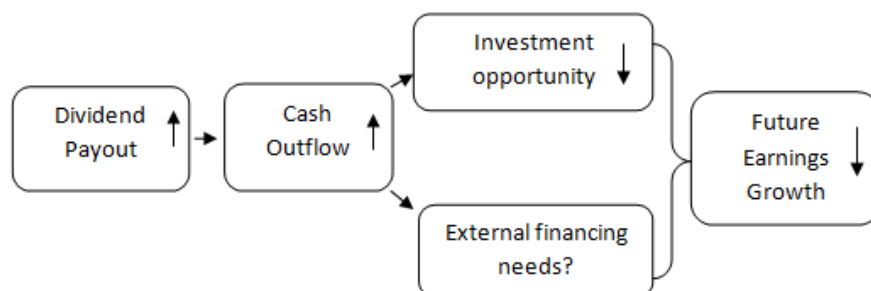 Dividend
Payout
Cash
Outflow
Investment
opportunity
External financing
needs?
Future
Earnings
Growth